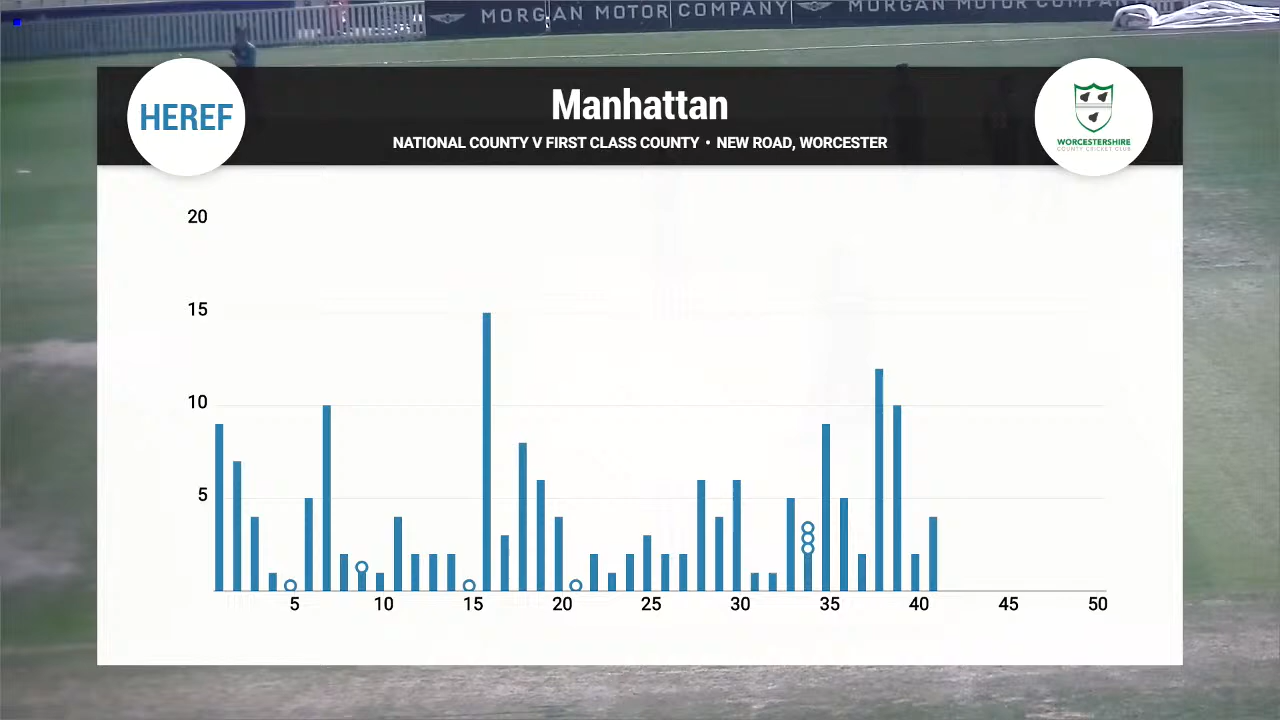 MORGAN MOTOR COMPANY
MORGAN MOTOR COMPANY
HEREF
Manhattan
NATIONAL COUNTY V FIRST CLASS COUNTY • NEW ROAD, WORCESTER
WORCESTERSHIRE
COUNTY CRICKET CLUB
20
15
10
5
5 10 15 20 25 30 35 40 45 50